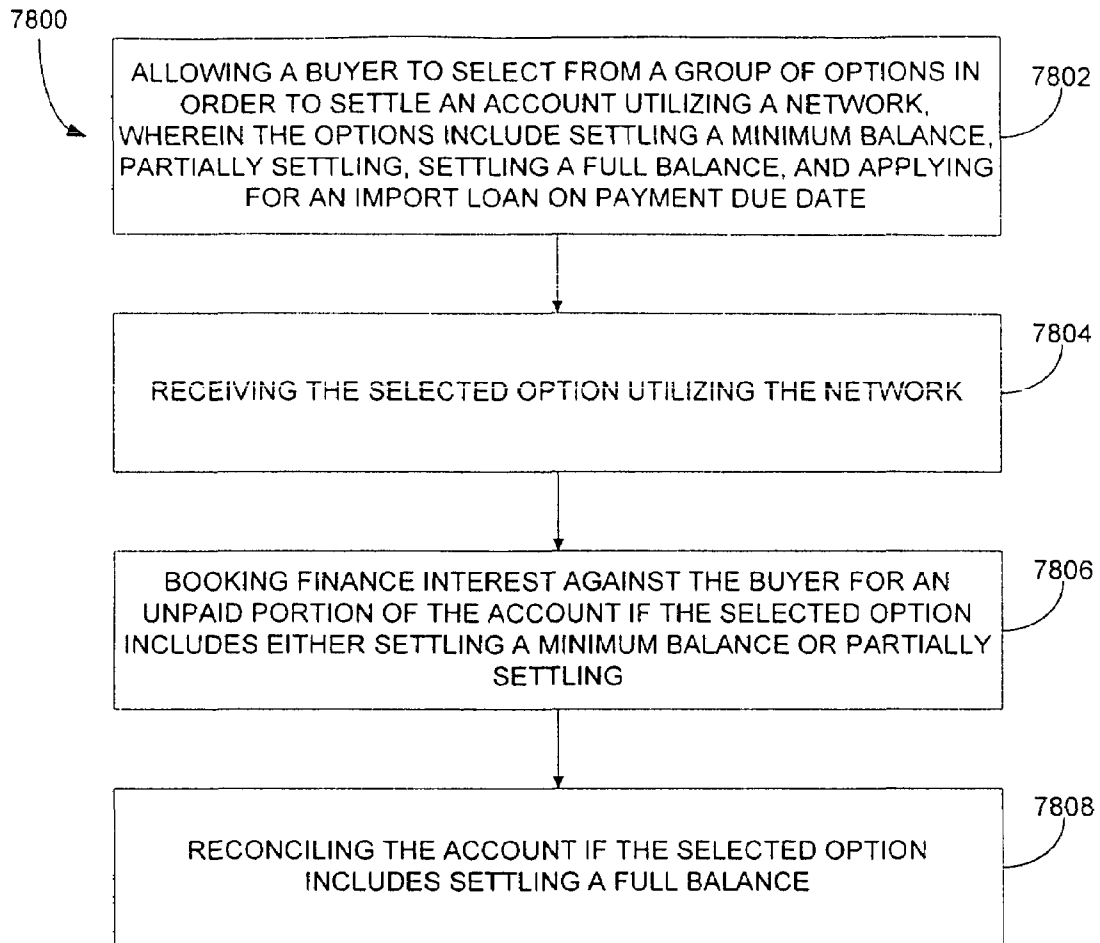 7800
ALLOWING A BUYER TO SELECT FROM A GROUP OF OPTIONS IN
ORDER TO SETTLE AN ACCOUNT UTILIZING A NETWORK,
WHEREIN THE OPTIONS INCLUDE SETTLING A MINIMUM BALANCE,
PARTIALLY SETTLING, SETTLING A FULL BALANCE, AND APPLYING
FOR AN IMPORT LOAN ON PAYMENT DUE DATE
7802
RECEIVING THE SELECTED OPTION UTILIZING THE NETWORK
7804
BOOKING FINANCE INTEREST AGAINST THE BUYER FOR AN
UNPAID PORTION OF THE ACCOUNT IF THE SELECTED OPTION
INCLUDES EITHER SETTLING A MINIMUM BALANCE OR PARTIALLY
SETTLING
7806
RECONCILING THE ACCOUNT IF THE SELECTED OPTION
INCLUDES SETTLING A FULL BALANCE
7808